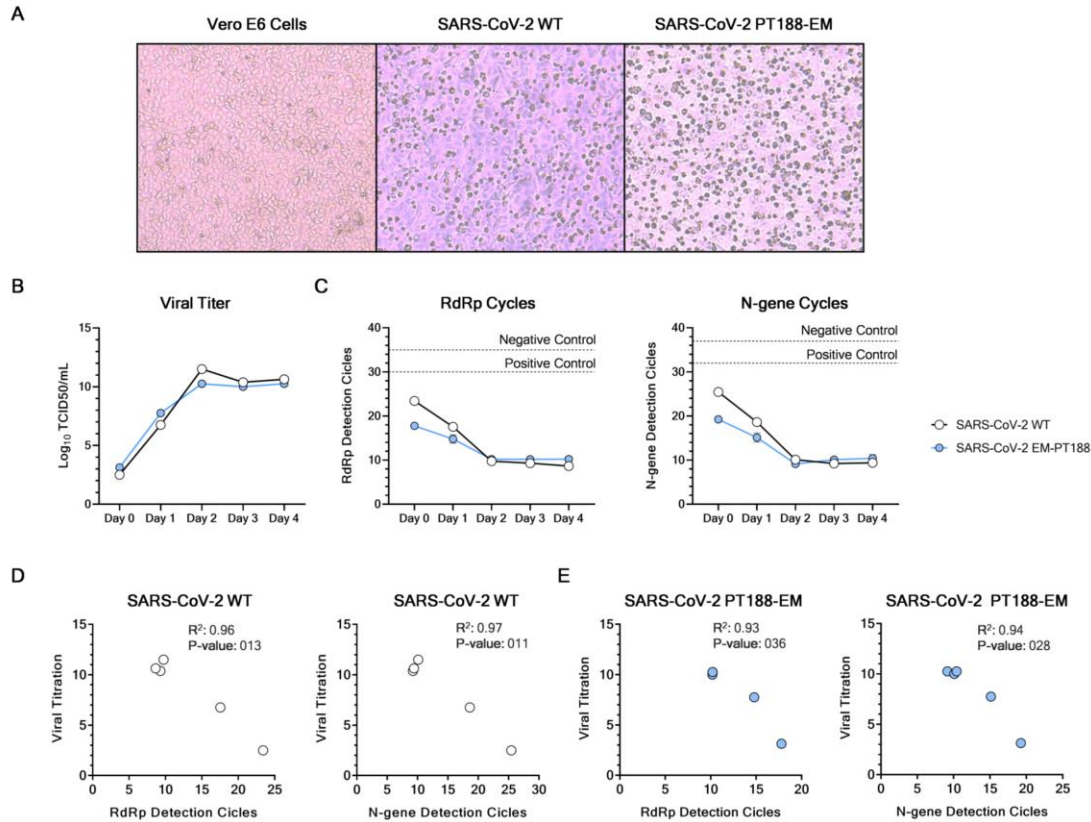 A
Vero E6 Cells
SARS-CoV-2 WT
SARS-CoV-2 PT188-EM
B
Viral Titer
Log10 TCID50/mL
15
10
5
0
Day 0 Day 1 Day 2 Day 3 Day 4
C
RdRp Cycles
RdRp Detection Cicles
40
30
20
10
0
Negative Control
Positive Control
Day 0 Day 1 Day 2 Day 3 Day 4
N-gene Cycles
N-gene Detection Cicles
40
30
20
10
0
Negative Control
Positive Control
Day 0 Day 1 Day 2 Day 3 Day 4
SARS-CoV-2 WT
SARS-CoV-2 EM-PT188
D
SARS-CoV-2 WT
R2: 0.96
P-value: 013
Viral Titration
15
10
5
0
0 5 10 15 20 25
RdRp Detection Cicles
SARS-CoV-2 WT
R2: 0.97
P-value: 011
Viral Titration
15
10
5
0
0 5 10 15 20 25 30
N-gene Detection Cicles
E
SARS-CoV-2 PT188-EM
R2: 0.93
P-value: 036
Viral Titration
15
10
5
0
0 5 10 15 20
RdRp Detection Cicles
SARS-CoV-2 PT188-EM
R2: 0.94
P-value: 028
Viral Titration
15
10
5
0
0 5 10 15 20 25
N-gene Detection Cicles